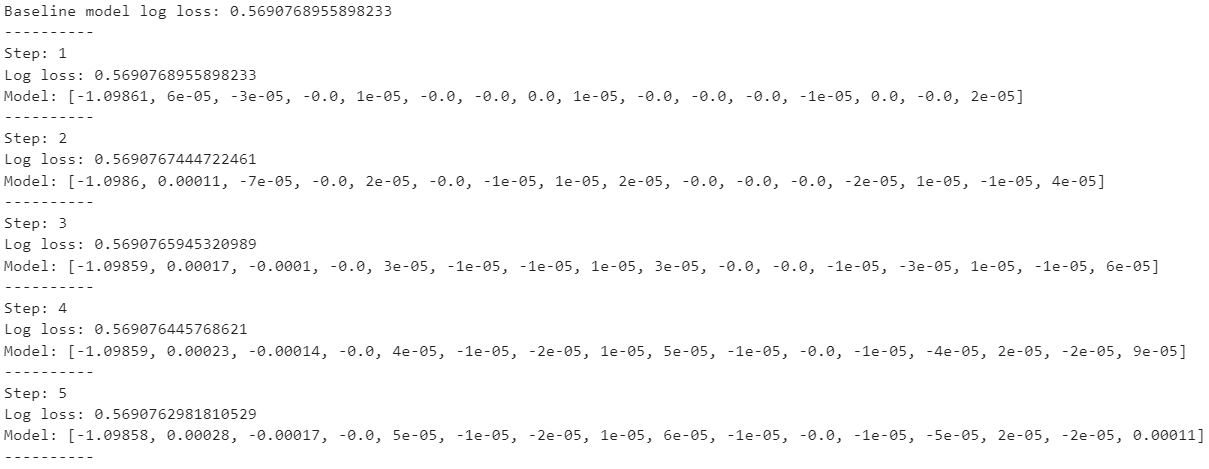 Baseline model log loss: 0.5690768955898233
----------
Step: 1
Log loss: 0.5690768955898233
Model: [-1.09861, 6e-05, -3e-05, -0.0, 1e-05, -0.0, -0.0, 0.0, 1e-05, -0.0, -0.0, -0.0, -1e-05, 0.0, -0.0, 2e-05]
----------
Step: 2
Log loss: 0.5690767444722461
Model: [-1.0986, 0.00011, -7e-05, -0.0, 2e-05, -0.0, -1e-05, 1e-05, 2e-05, -0.0, -0.0, -0.0, -2e-05, 1e-05, -1e-05, 4e-05]
----------
Step: 3
Log loss: 0.5690765945320989
Model: [-1.09859, 0.00017, -0.0001, -0.0, 3e-05, -1e-05, -1e-05, 1e-05, 3e-05, -0.0, -0.0, -1e-05, -3e-05, 1e-05, -1e-05, 6e-05]
----------
Step: 4
Log loss: 0.569076445768621
Model: [-1.09859, 0.00023, -0.00014, -0.0, 4e-05, -1e-05, -2e-05, 1e-05, 5e-05, -1e-05, -0.0, -1e-05, -4e-05, 2e-05, -2e-05, 9e-05]
----------
Step: 5
Log loss: 0.5690762981810529
Model: [-1.09858, 0.00028, -0.00017, -0.0, 5e-05, -1e-05, -2e-05, 1e-05, 6e-05, -1e-05, -0.0, -1e-05, -5e-05, 2e-05, -2e-05, 0.00011]
----------